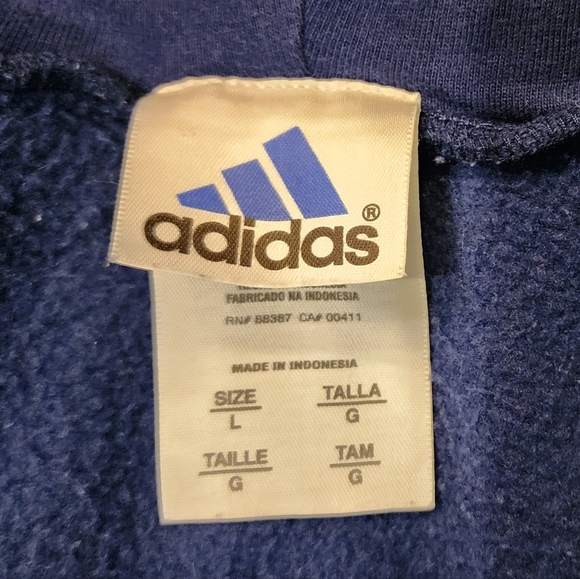 adidas®
FABRICADO NA INDONESIA
RN# 88387 CA# 00411
MADE IN INDONESIA
SIZE TALLA
L G
TAILLE TAM
G G